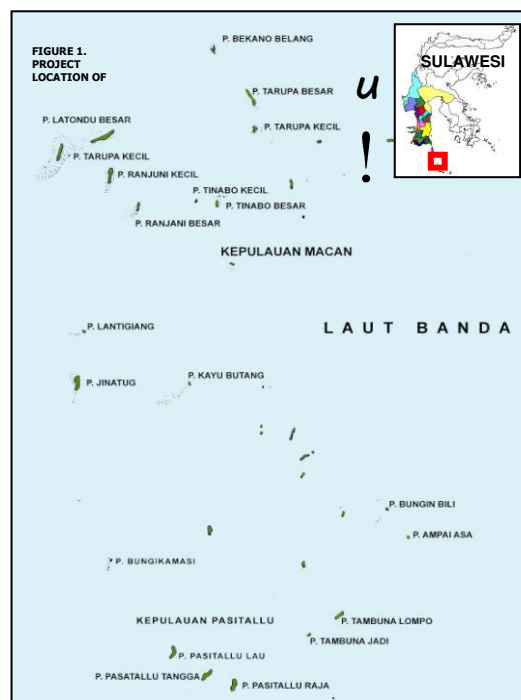 FIGURE 1.
PROJECT
LOCATION OF
P. BEKANO BELANG
SULAWESI
u
!
P. TARUPA BESAR
P. LATONDU BESAR
P. TARUPA KECIL
P. TARUPA KECIL
P. RANJUNI KECIL
P. TINABO KECIL
P. TINABO BESAR
P. RANJANI BESAR
KEPULAUAN MACAN
P. LANTIGIANG
LAUT BANDA
P. JINATUG
P. KAYU BUTANG
P. BUNGIN BILI
P. AMPAI ASA
P. BUNGIKAMASI
KEPULAUAN PASITALLU
P. TAMBUNA LOMPO
P. TAMBUNA JADI
P. PASITALLU LAU
P. PASATALLU TANGGA
P. PASITALLU RAJA